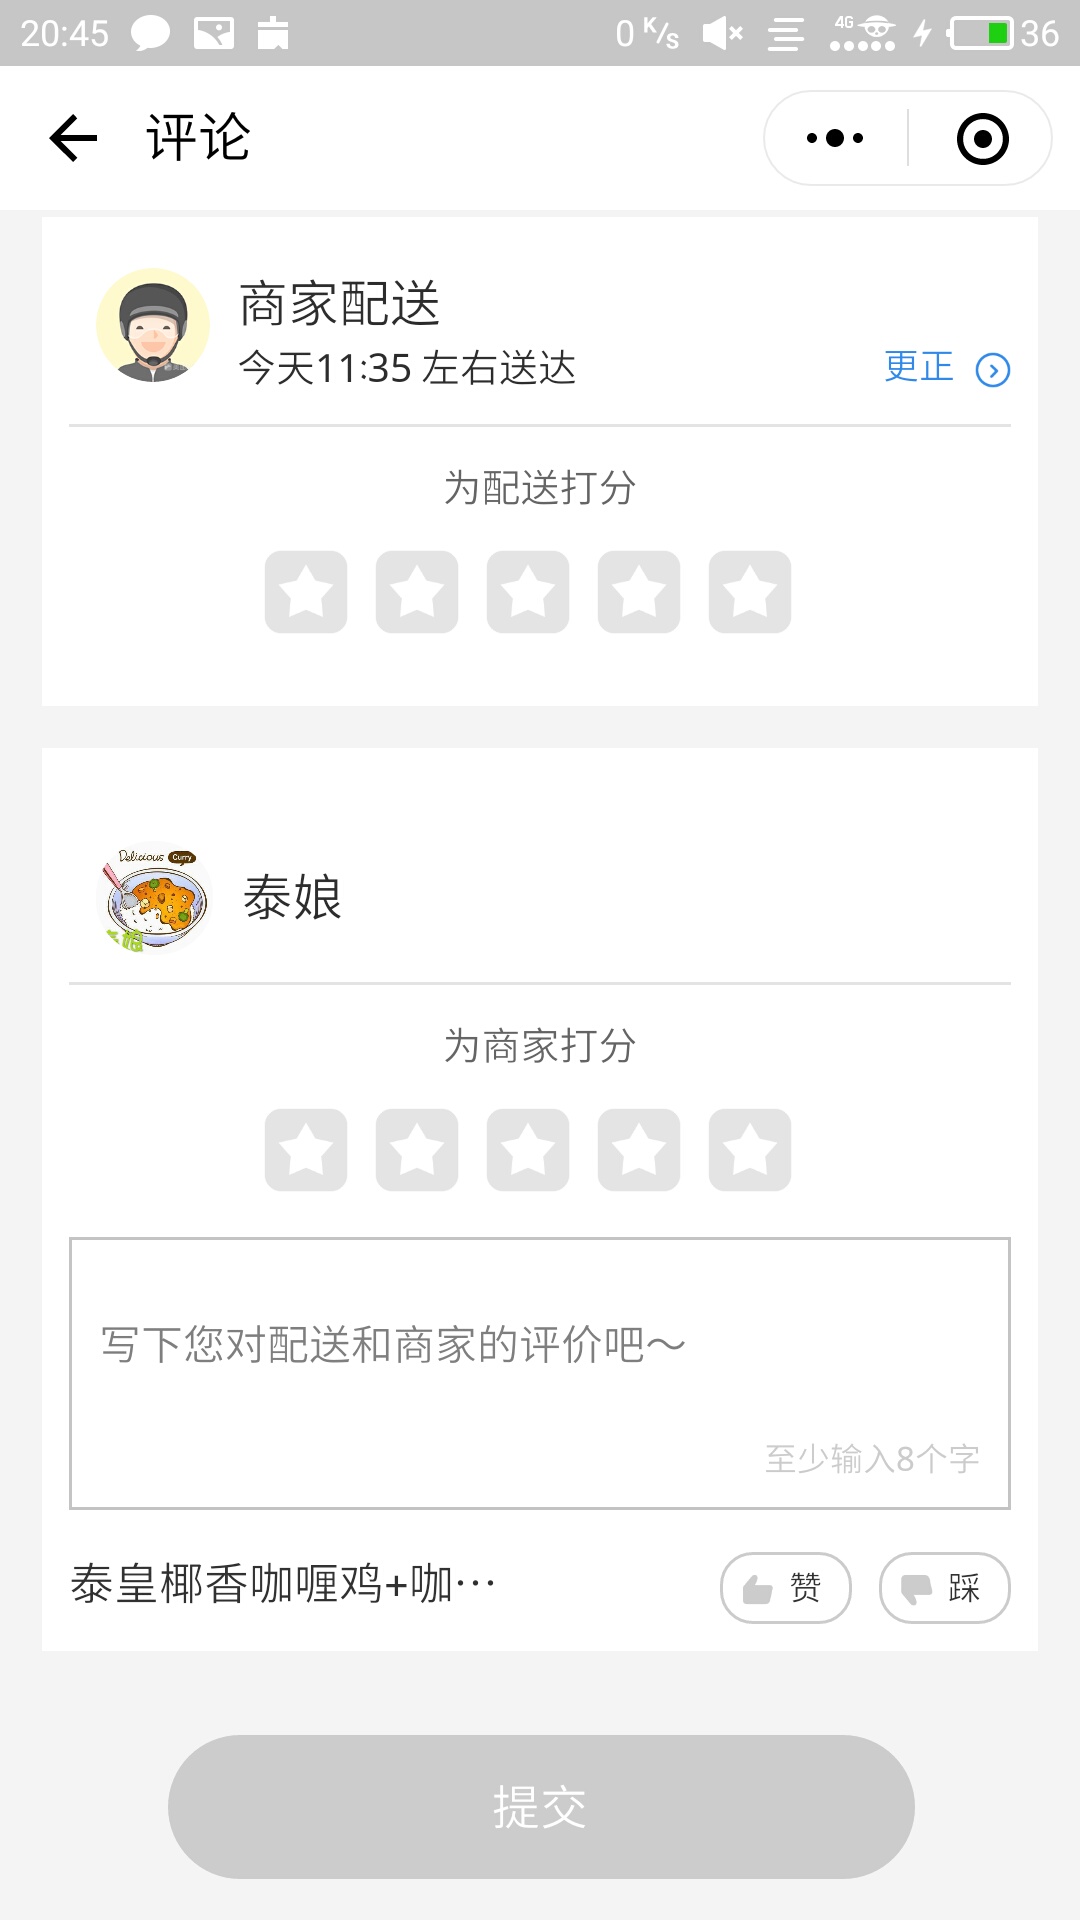 20:45
0 K/s
4G
36
评论
商家配送
今天11:35 左右送达
更正
为配送打分
Delicious Curry
泰娘
为商家打分
写下您对配送和商家的评价吧～
至少输入8个字
泰皇椰香咖喱鸡+咖…
赞
踩
提交